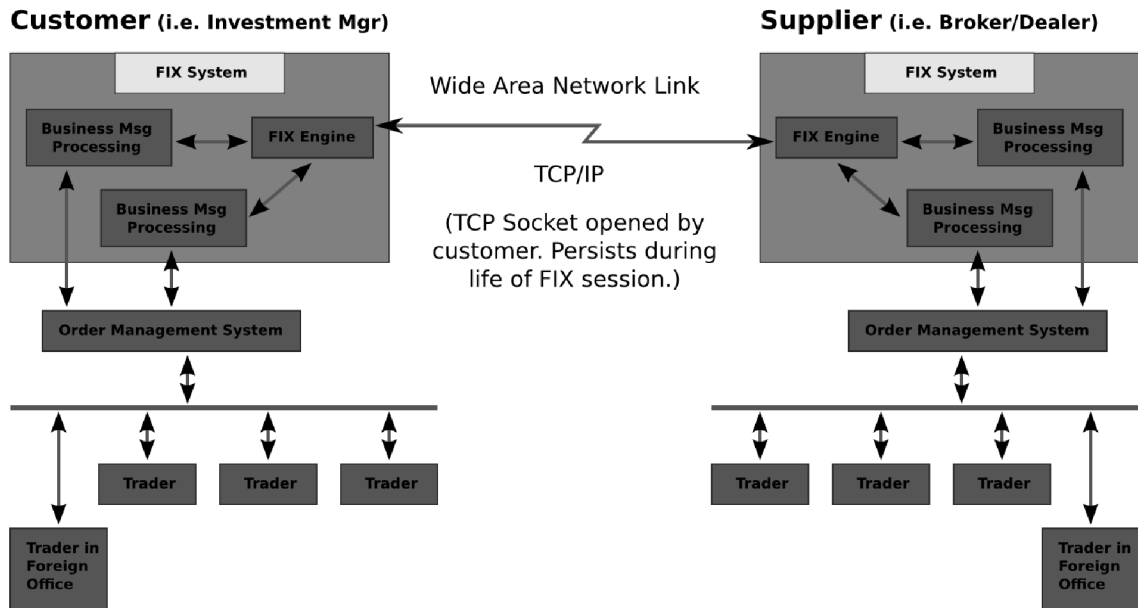 Customer (i.e. Investment Mgr)
FIX System
Business Msg
Processing
FIX Engine
Business Msg
Processing
Order Management System
Trader
Trader
Trader
Trader in
Foreign
Office
Wide Area Network Link
TCP/IP
(TCP Socket opened by
customer. Persists during
life of FIX session.)
Supplier (i.e. Broker/Dealer)
FIX System
FIX Engine
Business Msg
Processing
Business Msg
Processing
Order Management System
Trader
Trader
Trader
Trader in
Foreign
Office